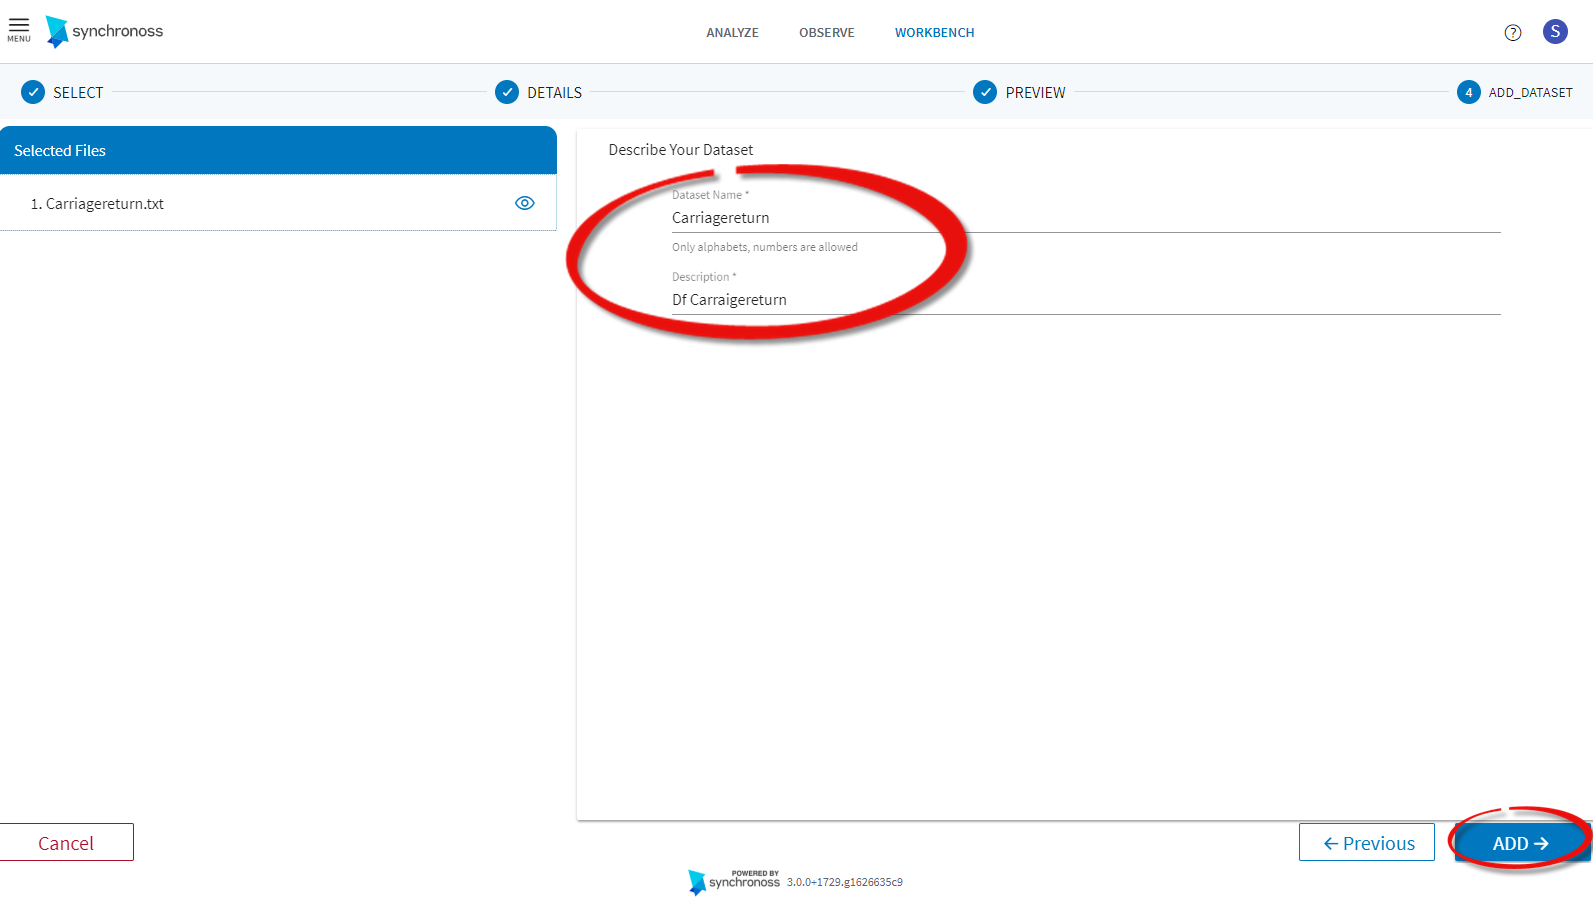 MENU
synchronoss
ANALYZE OBSERVE WORKBENCH
? S
SELECT DETAILS PREVIEW 4 ADD_DATASET
Selected Files
1. Carriagereturn.txt
Describe Your Dataset
Dataset Name *
Carriagereturn
Only alphabets, numbers are allowed
Description *
Df Carraigereturn
Cancel
← Previous
ADD →
POWERED BY
synchronoss 3.0.0+1729.g1626635c9